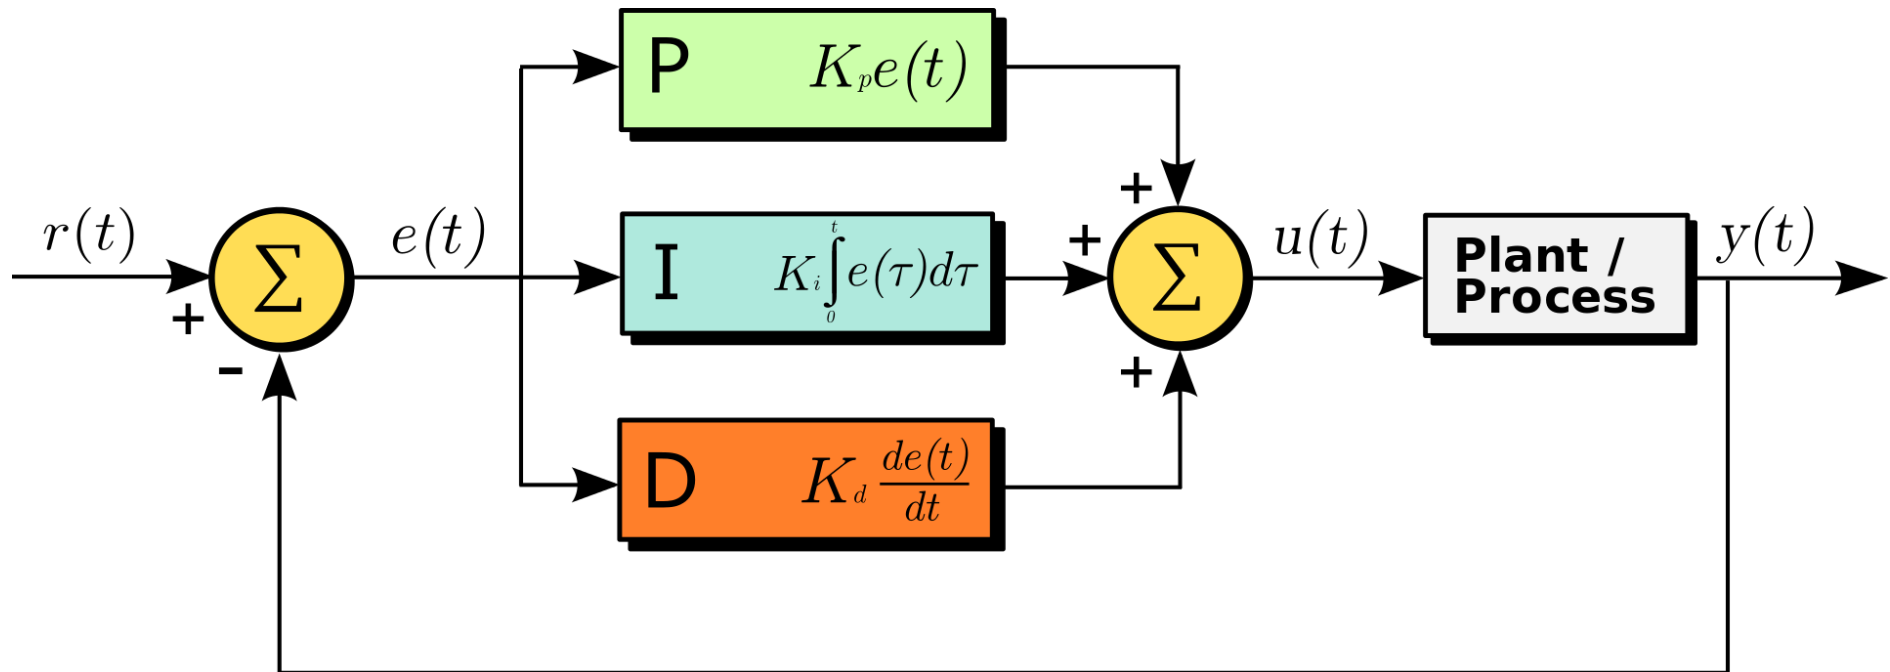 P K_p e(t)
r(t)
+
-
Σ
e(t)
I K_i ∫_0^t e(τ)dτ
D K_d de(t)/dt
+
+
+
Σ
u(t)
Plant /
Process
y(t)